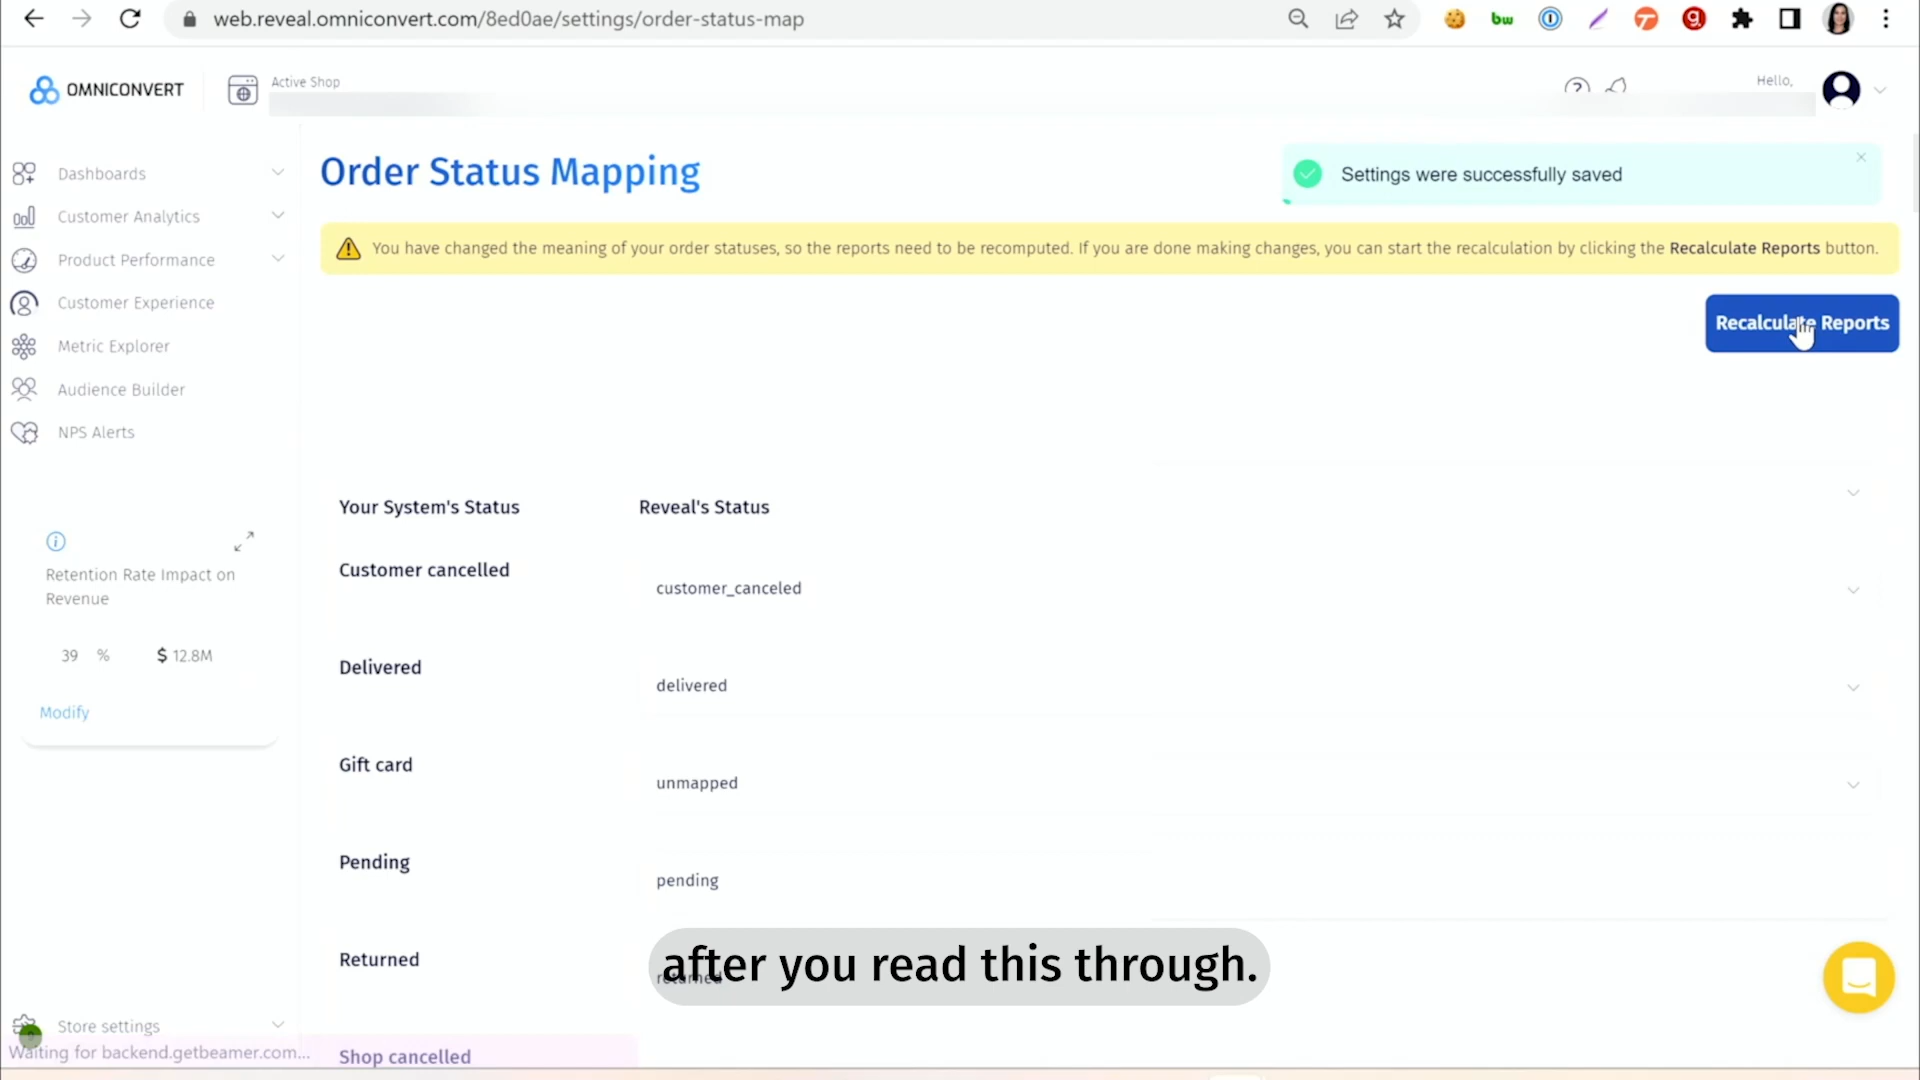 web.reveal.omniconvert.com/8ed0ae/settings/order-status-map
OMNICONVERT
Active Shop
Hello,
Dashboards
Customer Analytics
Product Performance
Customer Experience
Metric Explorer
Audience Builder
NPS Alerts
Retention Rate Impact on
Revenue
39 % $ 12.8M
Modify
Store settings
Waiting for backend.getbeamer.com...
Order Status Mapping
Settings were successfully saved
You have changed the meaning of your order statuses, so the reports need to be recomputed. If you are done making changes, you can start the recalculation by clicking the Recalculate Reports button.
Recalculate Reports
Your System's Status Reveal's Status
Customer cancelled customer_canceled
Delivered delivered
Gift card unmapped
Pending pending
Returned returned
after you read this through.
Shop cancelled